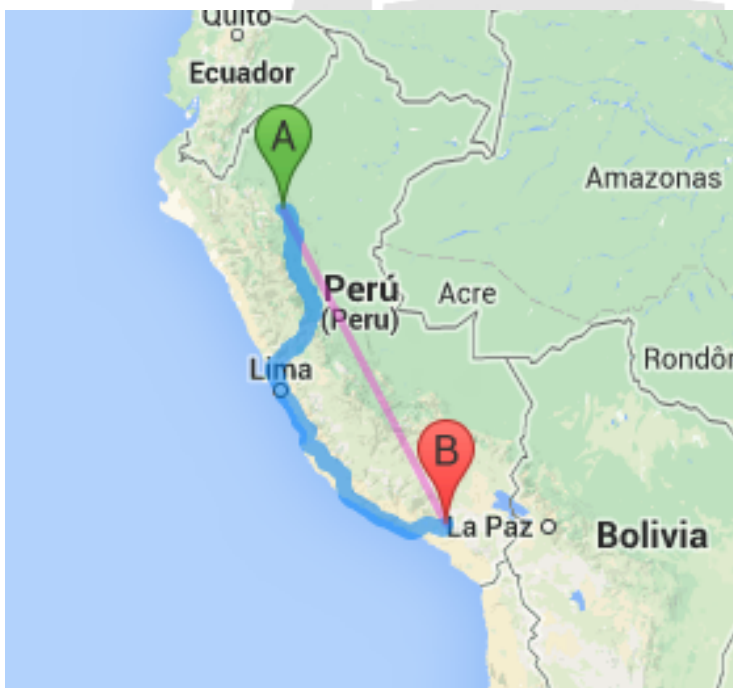 Quito
Ecuador
A
Amazonas
Perú
(Peru)
Acre
Rondôn
Lima
B
La Paz
Bolivia